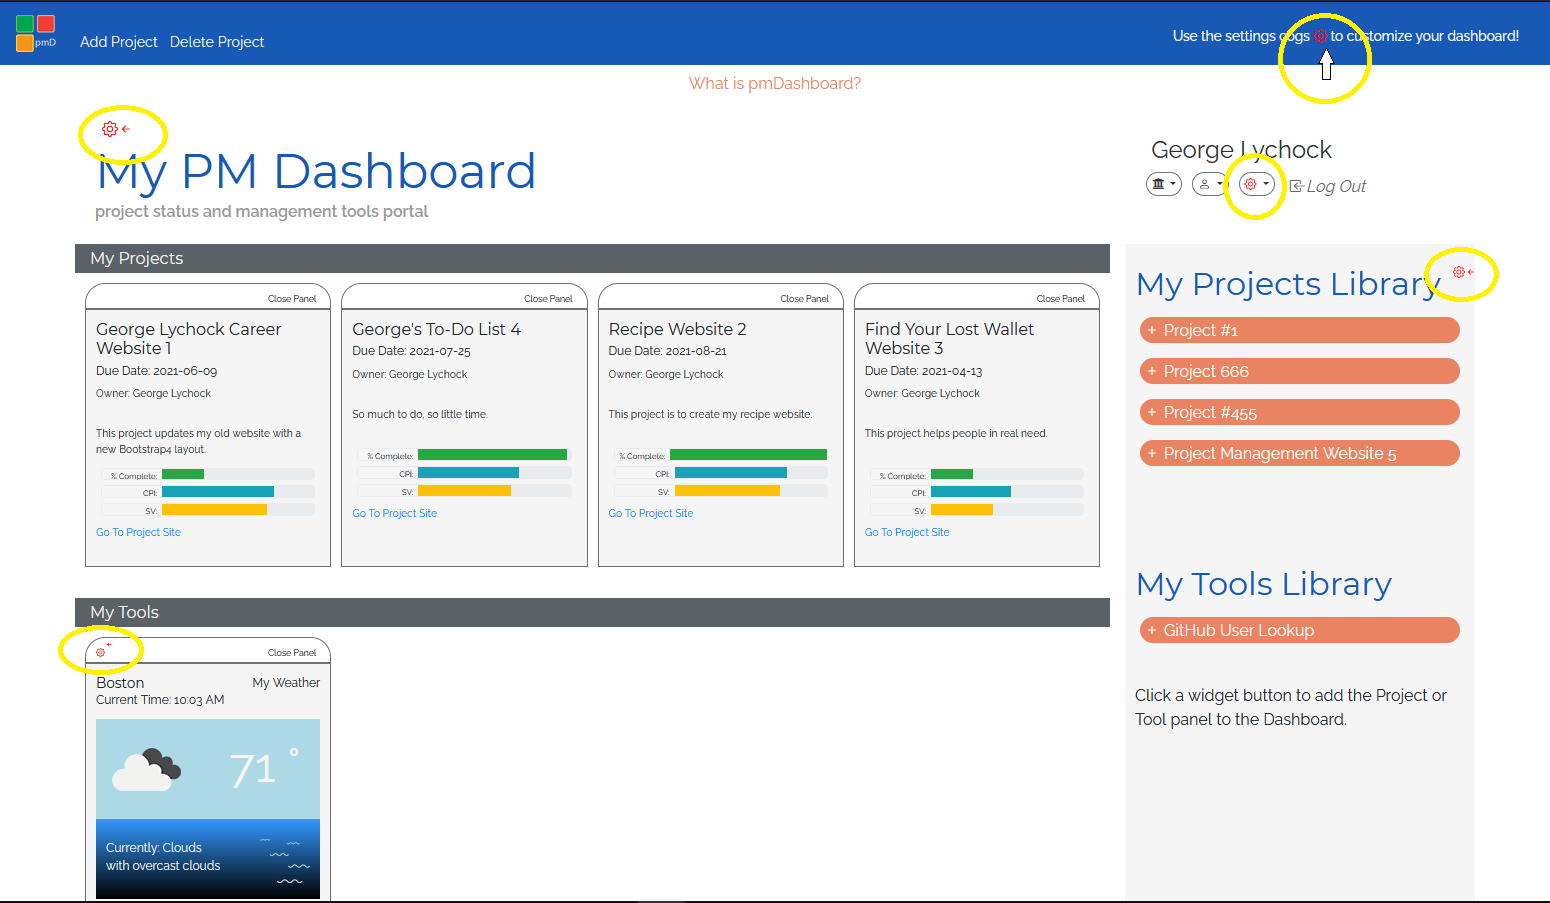 pmD
Add Project Delete Project
Use the settings cogs to customize your dashboard!
What is pmDashboard?
My PM Dashboard
project status and management tools portal
George Lychock
Log Out
My Projects
Close Panel
George Lychock Career
Website 1
Due Date: 2021-06-09
Owner: George Lychock
This project updates my old website with a
new Bootstrap4 layout.
% Complete:
CPI:
SV:
Go To Project Site
Close Panel
George's To-Do List 4
Due Date: 2021-07-25
Owner: George Lychock
So much to do, so little time.
% Complete:
CPI:
SV:
Go To Project Site
Close Panel
Recipe Website 2
Due Date: 2021-08-21
Owner: George Lychock
This project is to create my recipe website.
% Complete:
CPI:
SV:
Go To Project Site
Close Panel
Find Your Lost Wallet
Website 3
Due Date: 2021-04-13
Owner: George Lychock
This project helps people in real need.
% Complete:
CPI:
SV:
Go To Project Site
My Projects Library
+ Project #1
+ Project 666
+ Project #455
+ Project Management Website 5
My Tools Library
+ GitHub User Lookup
Click a widget button to add the Project or
Tool panel to the Dashboard.
My Tools
Close Panel
Boston My Weather
Current Time: 10:03 AM
71 °
Currently: Clouds
with overcast clouds